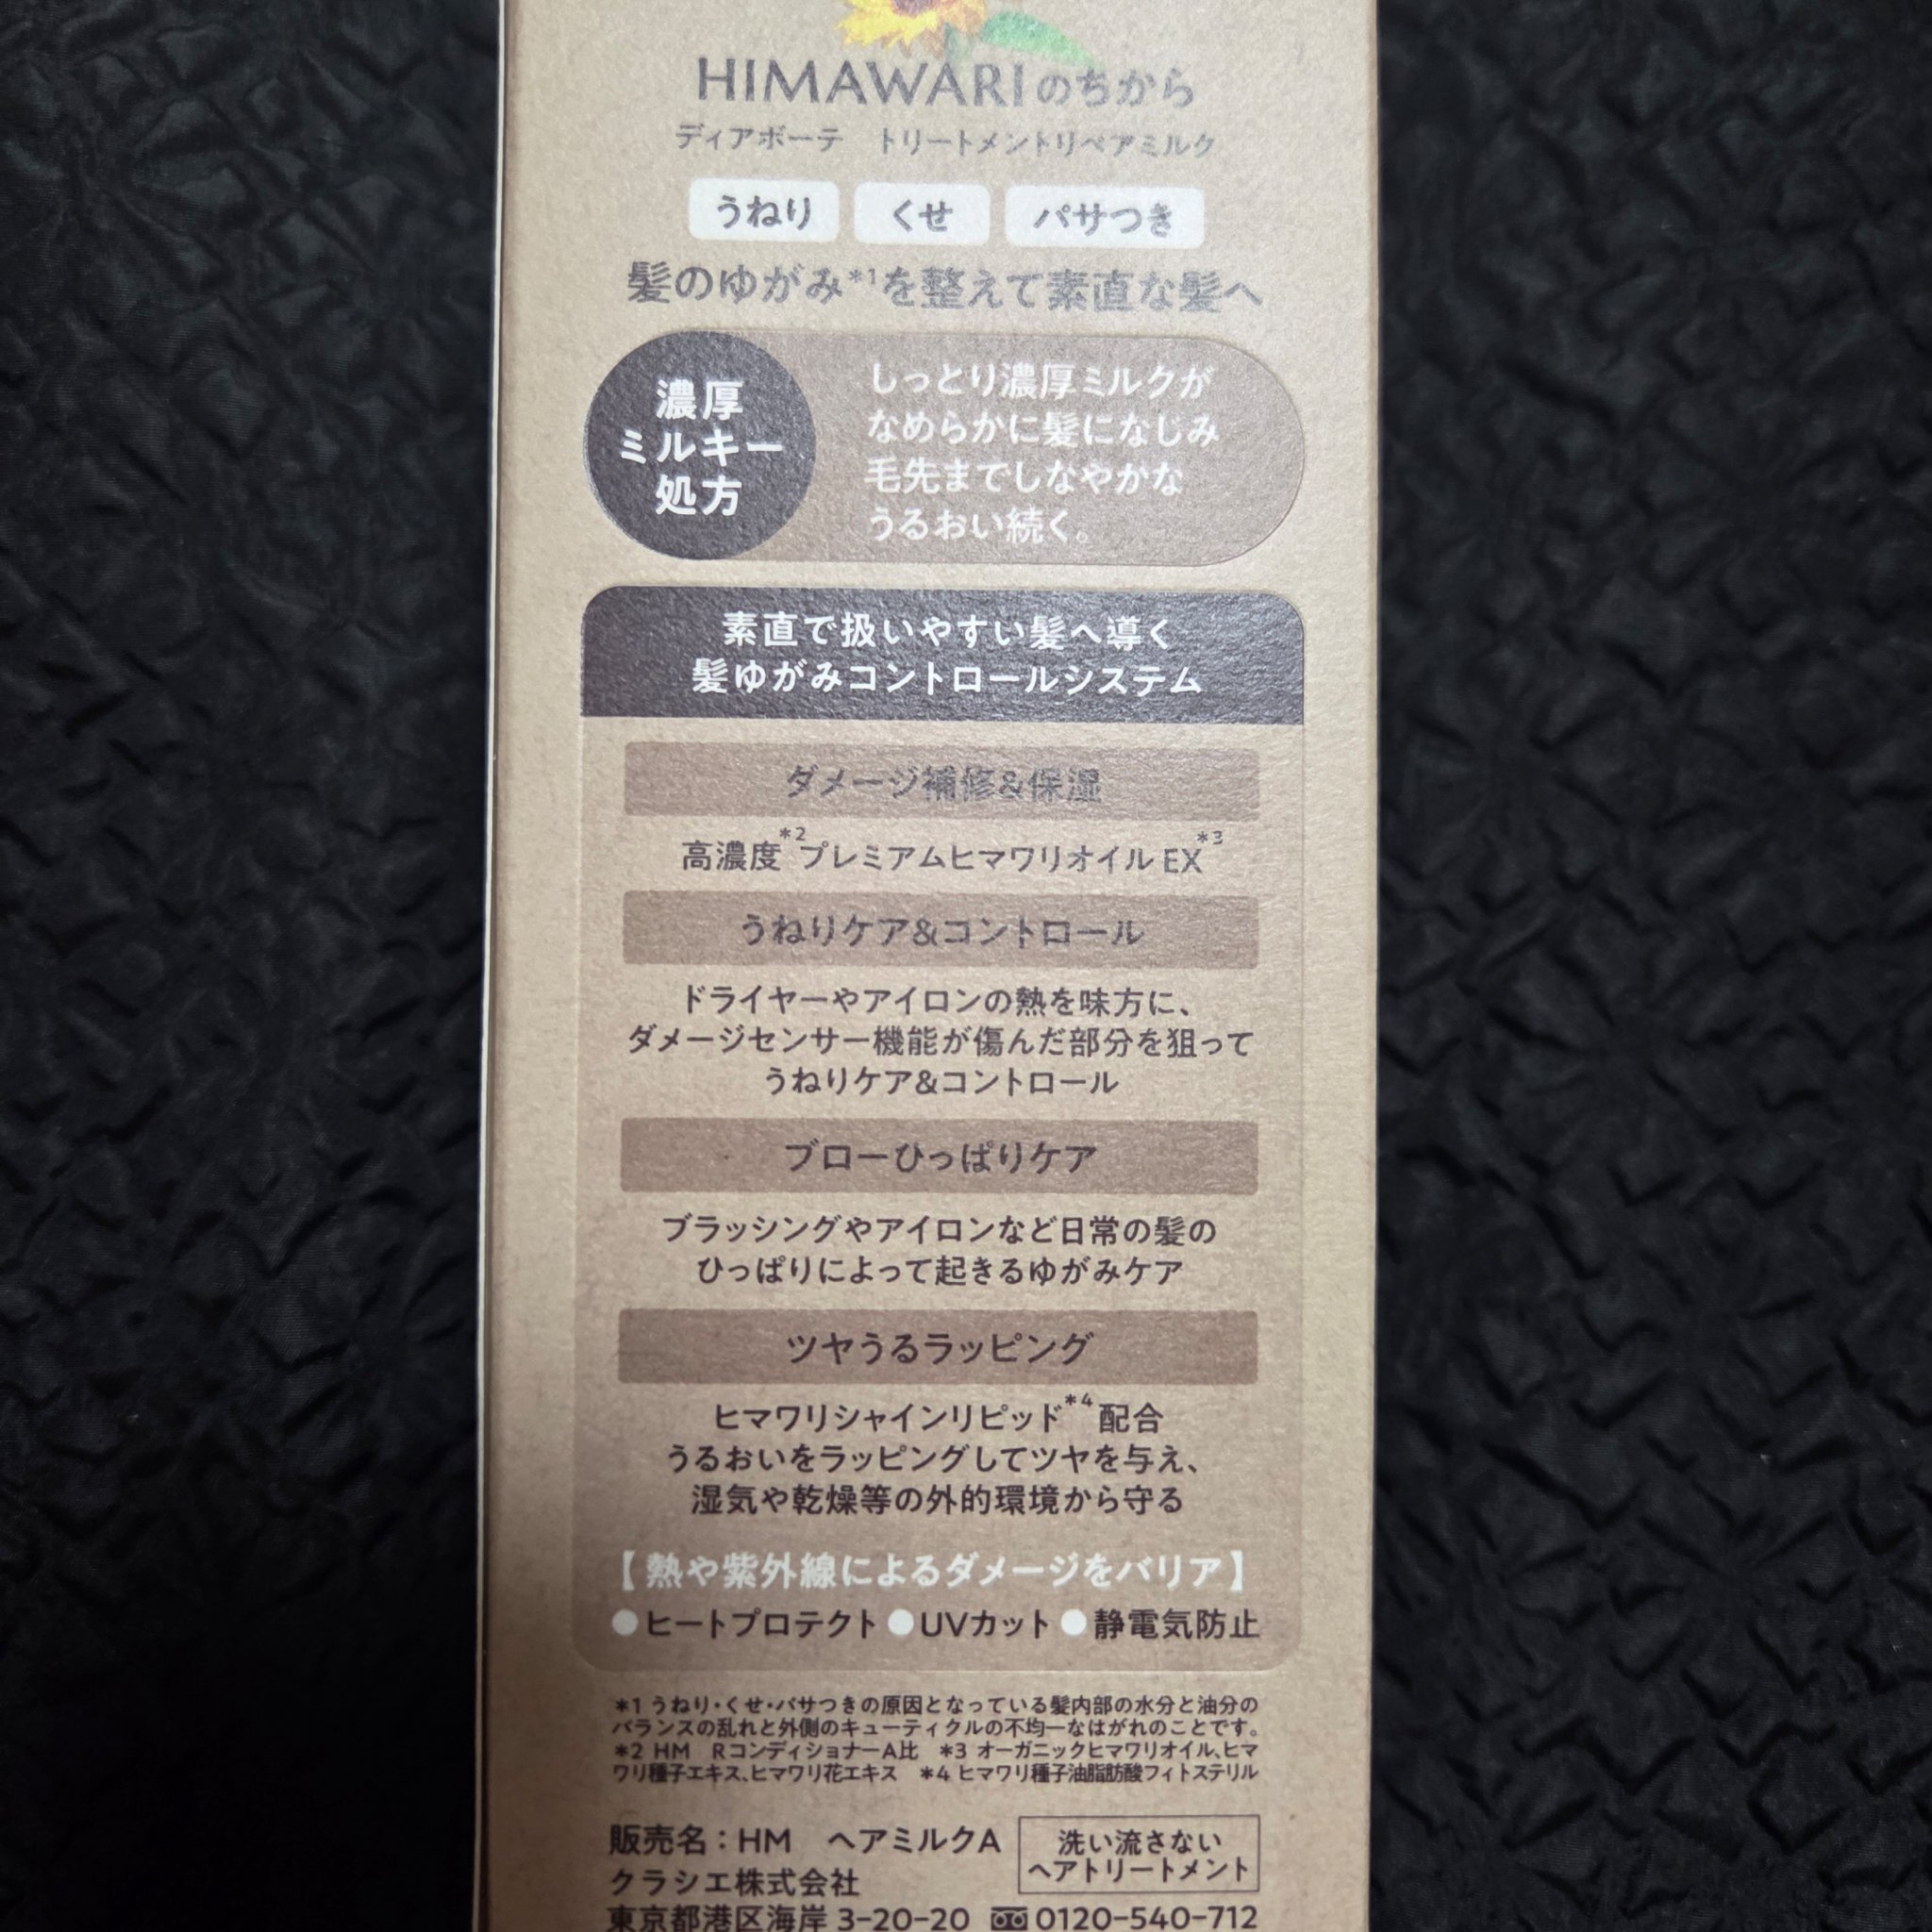 HIMAWARIのちから
ディアボーテ　トリートメントリペアミルク
うねり　くせ　パサつき
髪のゆがみ*1を整えて素直な髪へ
濃厚
ミルキー
処方
しっとり濃厚ミルクが
なめらかに髪になじみ
毛先までしなやかな
うるおい続く。
素直で扱いやすい髪へ導く
髪ゆがみコントロールシステム
ダメージ補修&保湿
高濃度*2プレミアムヒマワリオイル EX*3
うねりケア&コントロール
ドライヤーやアイロンの熱を味方に、
ダメージセンサー機能が傷んだ部分を狙って
うねりケア&コントロール
ブローひっぱりケア
ブラッシングやアイロンなど日常の髪の
ひっぱりによって起きるゆがみケア
ツヤうるラッピング
ヒマワリシャインリピッド*4配合
うるおいをラッピングしてツヤを与え、
湿気や乾燥等の外的環境から守る
【熱や紫外線によるダメージをバリア】
●ヒートプロテクト ●UVカット ●静電気防止
*1 うねり・くせ・パサつきの原因となっている髪内部の水分と油分の
バランスの乱れと外側のキューティクルの不均一なはがれのことです。
*2 HM　RコンディショナーA比　*3 オーガニックヒマワリオイル、ヒマ
ワリ種子エキス、ヒマワリ花エキス　*4 ヒマワリ種子油脂肪酸フィトステリル
販売名：HM　ヘアミルクA
クラシエ株式会社
洗い流さない
ヘアトリートメント
東京都港区海岸 3-20-20　0120-540-712